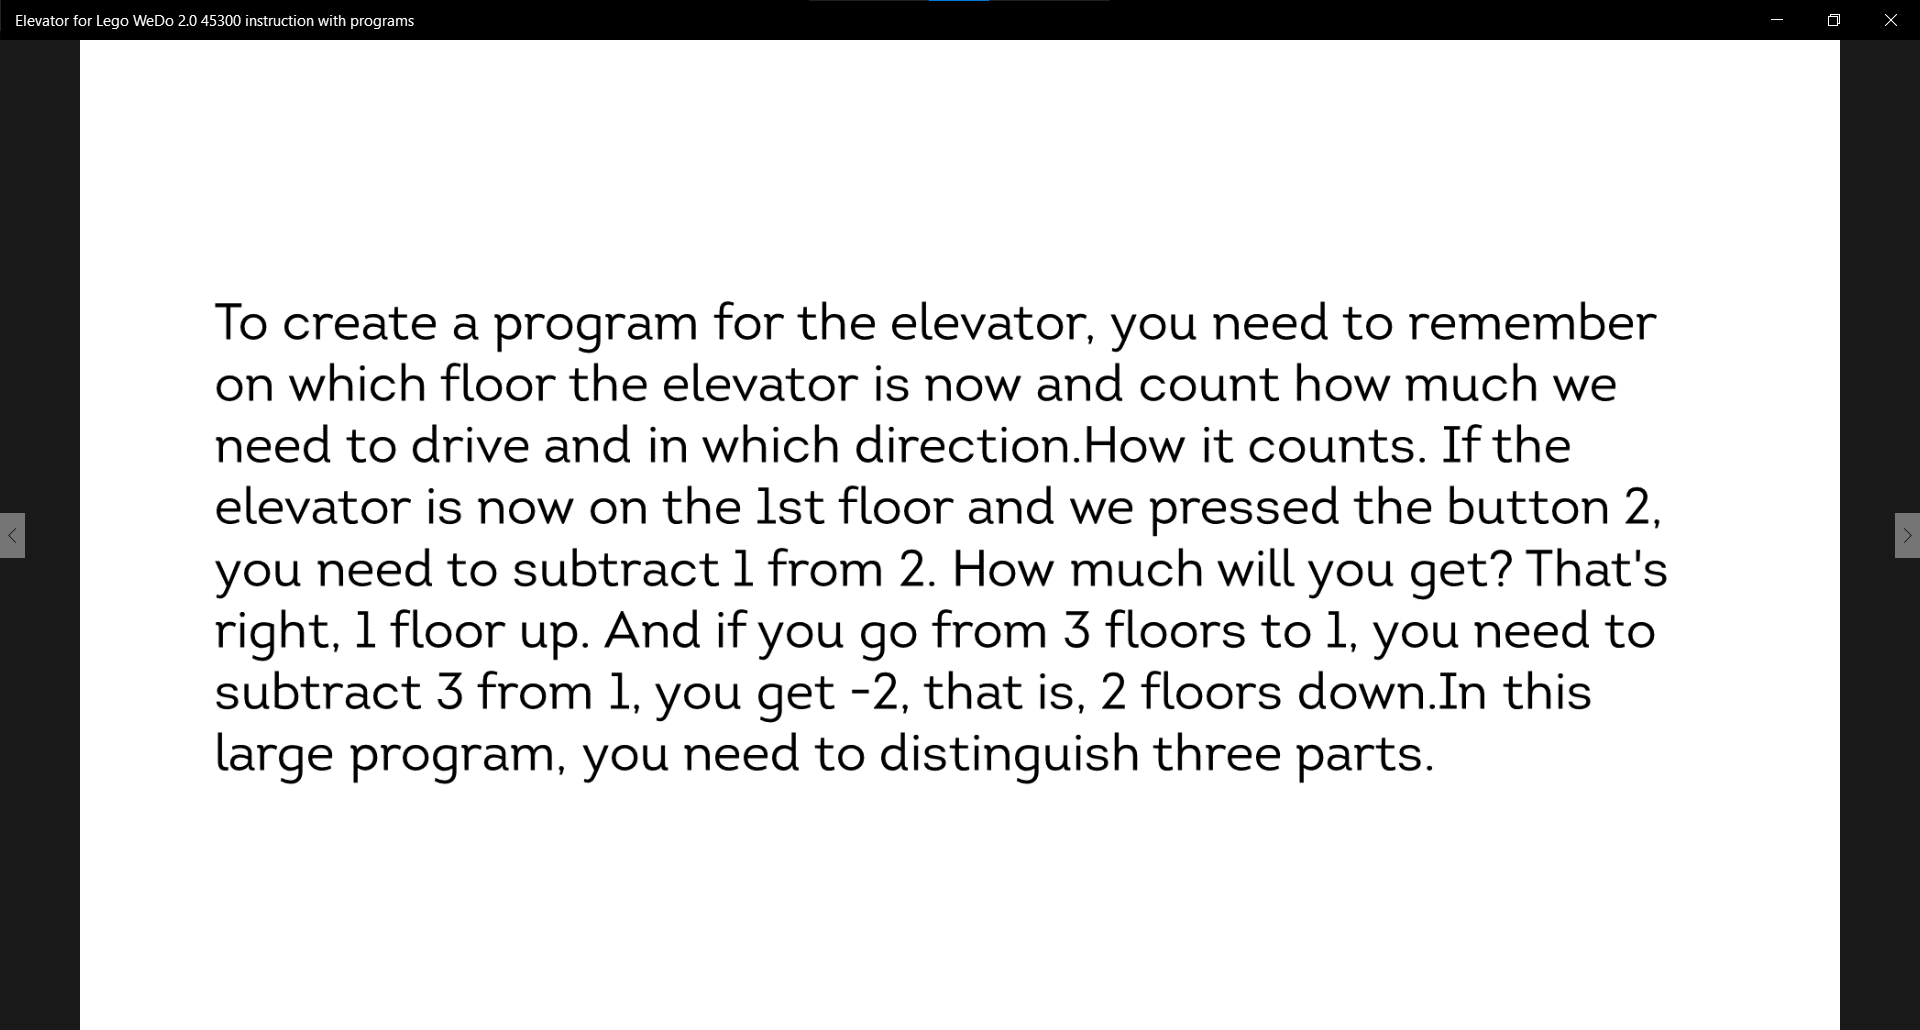 Elevator for Lego WeDo 2.0 45300 instruction with programs
To create a program for the elevator, you need to remember
on which floor the elevator is now and count how much we
need to drive and in which direction.How it counts. If the
elevator is now on the 1st floor and we pressed the button 2,
you need to subtract 1 from 2. How much will you get? That's
right, 1 floor up. And if you go from 3 floors to 1, you need to
subtract 3 from 1, you get -2, that is, 2 floors down.In this
large program, you need to distinguish three parts.